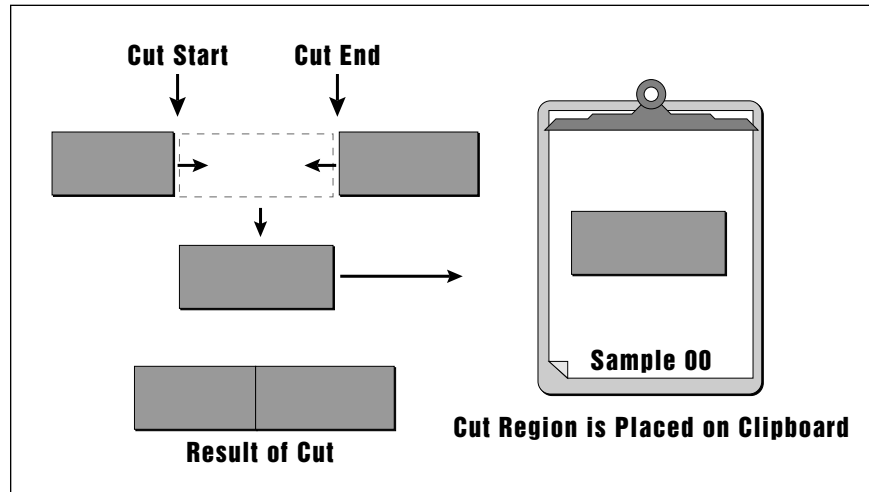 Cut Start
Cut End
Sample 00
Cut Region is Placed on Clipboard
Result of Cut